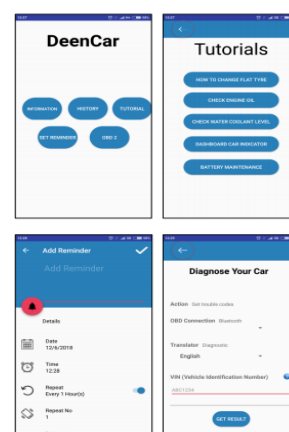 DeenCar
INFORMATION
HISTORY
TUTORIAL
SET REMINDER
OBD 2
Tutorials
HOW TO CHANGE FLAT TYRE
CHECK ENGINE OIL
CHECK WATER COOLANT LEVEL
DASHBOARD CAR INDICATOR
BATTERY MAINTENANCE
Add Reminder
Add Reminder
Details
Date
12/6/2018
Time
12:28
Repeat
Every 1 Hour(s)
Repeat No
1
Diagnose Your Car
Action Get trouble codes
OBD Connection Bluetooth
Translator Diagnostic
English
VIN (Vehicle Identification Number)
ABC1234
GET RESULT